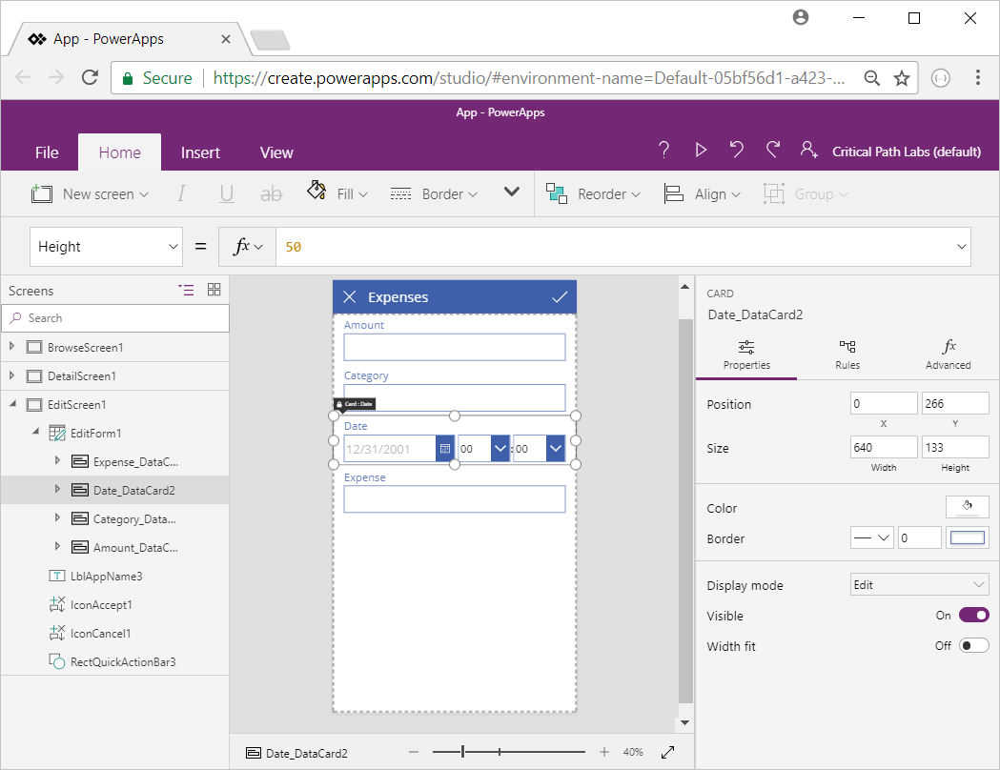 App - PowerApps
Secure https://create.powerapps.com/studio/#environment-name=Default-05bf56d1-a423-...
App - PowerApps
File Home Insert View ? Critical Path Labs (default)
New screen I U ab Fill Border Reorder Align Group
Height = fx 50
Screens
Search
BrowseScreen1
DetailScreen1
EditScreen1
EditForm1
Expense_DataC...
Date_DataCard2
Category_Data...
Amount_DataC...
LblAppName3
IconAccept1
IconCancel1
RectQuickActionBar3
Expenses
Amount
Category
Card : Date
Date
12/31/2001 00 : 00
Expense
Date_DataCard2 40%
CARD
Date_DataCard2
Properties Rules fx Advanced
Position 0 266
X Y
Size 640 133
Width Height
Color
Border 0
Display mode Edit
Visible On
Width fit Off